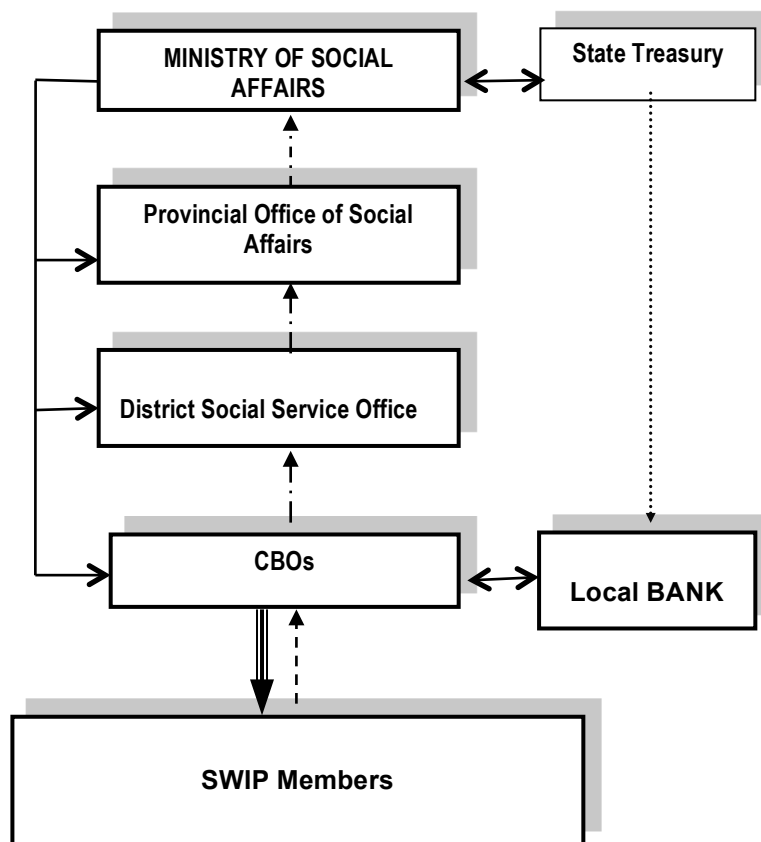 MINISTRY OF SOCIAL
AFFAIRS
State Treasury
Provincial Office of Social
Affairs
District Social Service Office
CBOs
Local BANK
SWIP Members